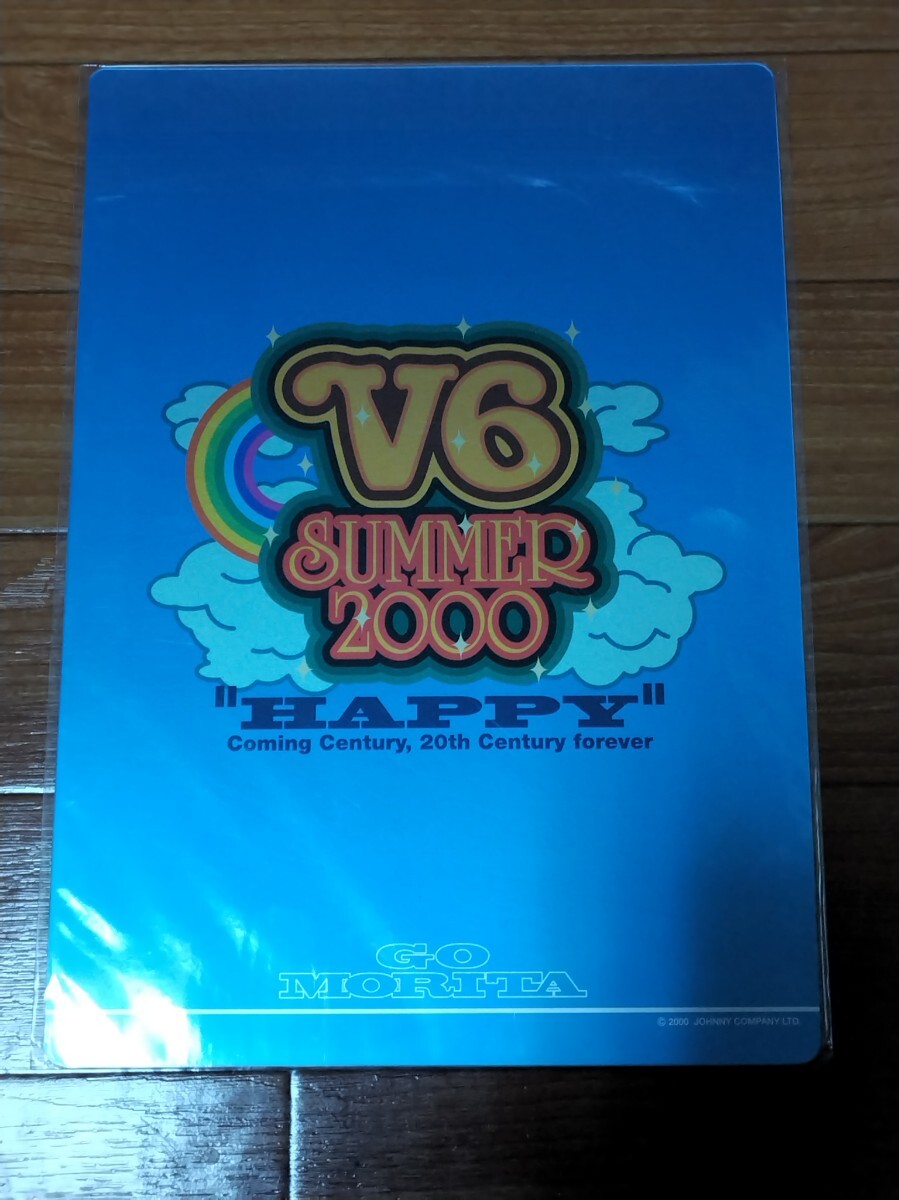 V6
SUMMER
2000
"HAPPY"
Coming Century, 20th Century forever
GO
MORITA
© 2000 JOHNNY COMPANY LTD.